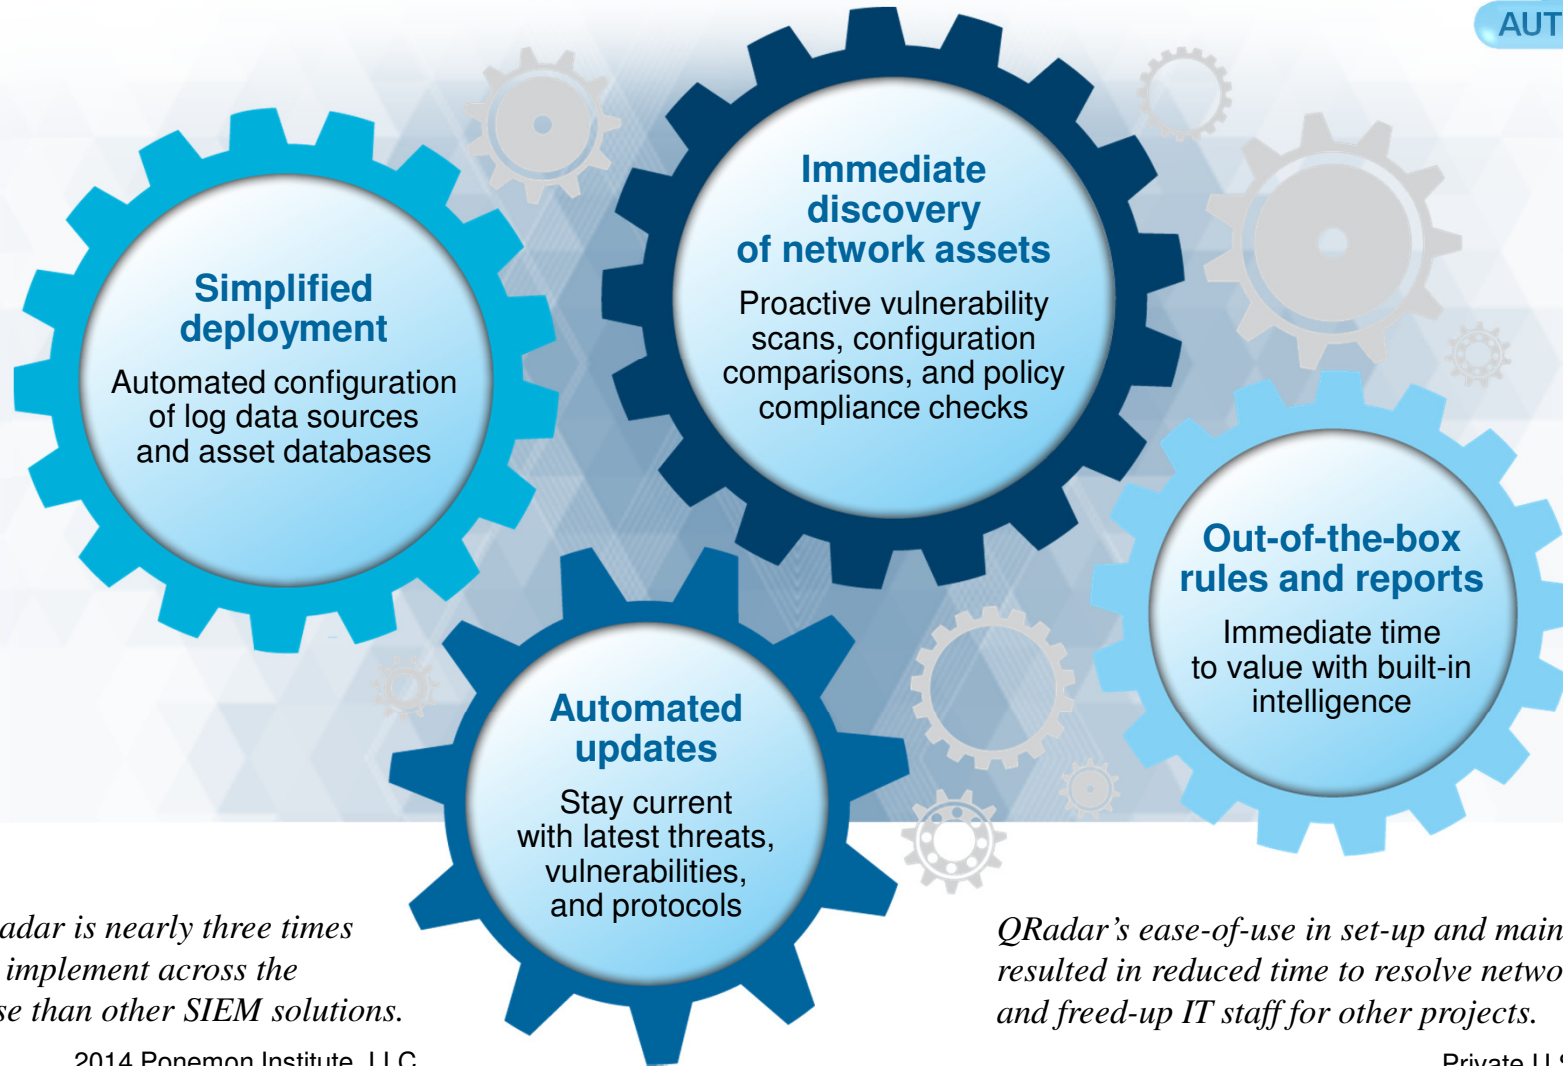 AUT
Simplified
deployment
Automated configuration
of log data sources
and asset databases
Immediate
discovery
of network assets
Proactive vulnerability
scans, configuration
comparisons, and policy
compliance checks
Out-of-the-box
rules and reports
Immediate time
to value with built-in
intelligence
Automated
updates
Stay current
with latest threats,
vulnerabilities,
and protocols
adar is nearly three times
implement across the
se than other SIEM solutions.
2014 Ponemon Institute, LLC
QRadar’s ease-of-use in set-up and main
resulted in reduced time to resolve netwo
and freed-up IT staff for other projects.
Private U.S